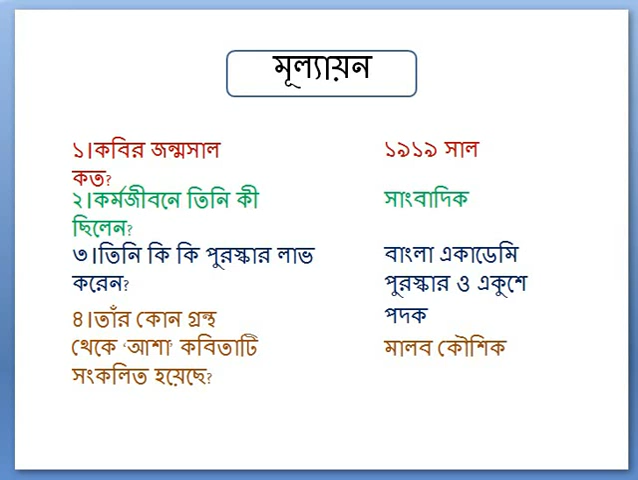 মূল্যায়ন
১।কবির জন্মসাল
কত?
১৯১৯ সাল
২।কর্মজীবনে তিনি কী
ছিলেন?
সাংবাদিক
৩।তিনি কি কি পুরস্কার লাভ
করেন?
বাংলা একাডেমি
পুরস্কার ও একুশে
পদক
৪।তাঁর কোন গ্রন্থ
থেকে ‘আশা’ কবিতাটি
সংকলিত হয়েছে?
মালব কৌশিক